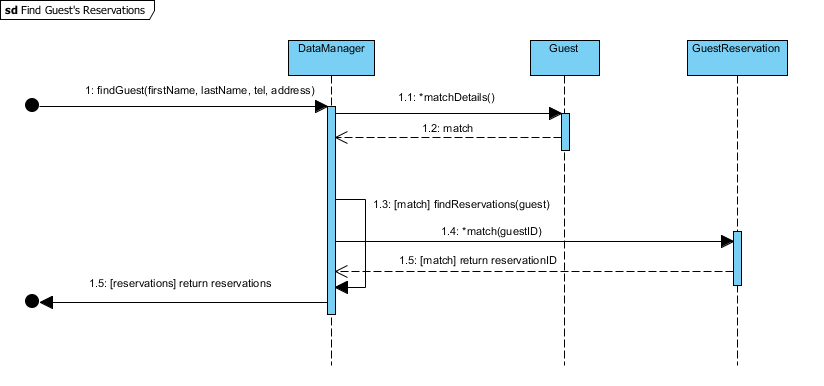 sd Find Guest's Reservations
DataManager
Guest
GuestReservation
1: findGuest(firstName, lastName, tel, address)
1.1: *matchDetails()
1.2: match
1.3: [match] findReservations(guest)
1.4: *match(guestID)
1.5: [match] return reservationID
1.5: [reservations] return reservations